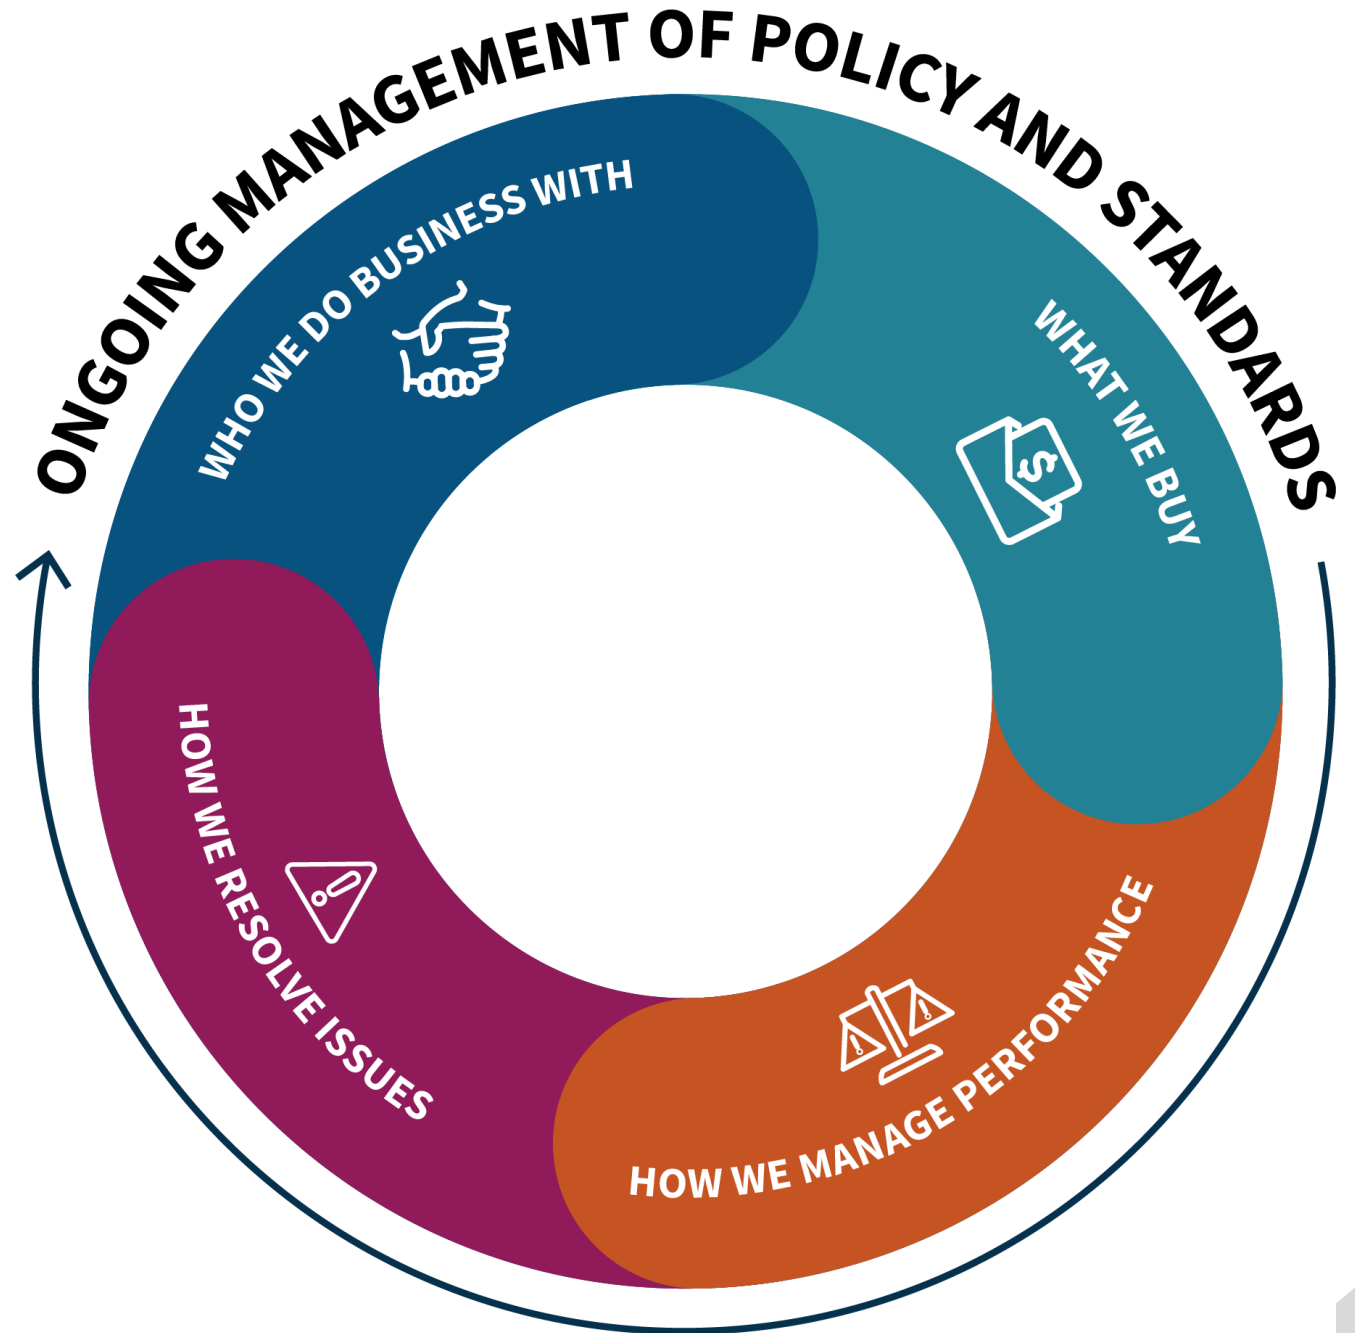 ONGOING MANAGEMENT OF POLICY AND STANDARDS
WHO WE DO BUSINESS WITH
WHAT WE BUY
$
HOW WE MANAGE PERFORMANCE
HOW WE RESOLVE ISSUES